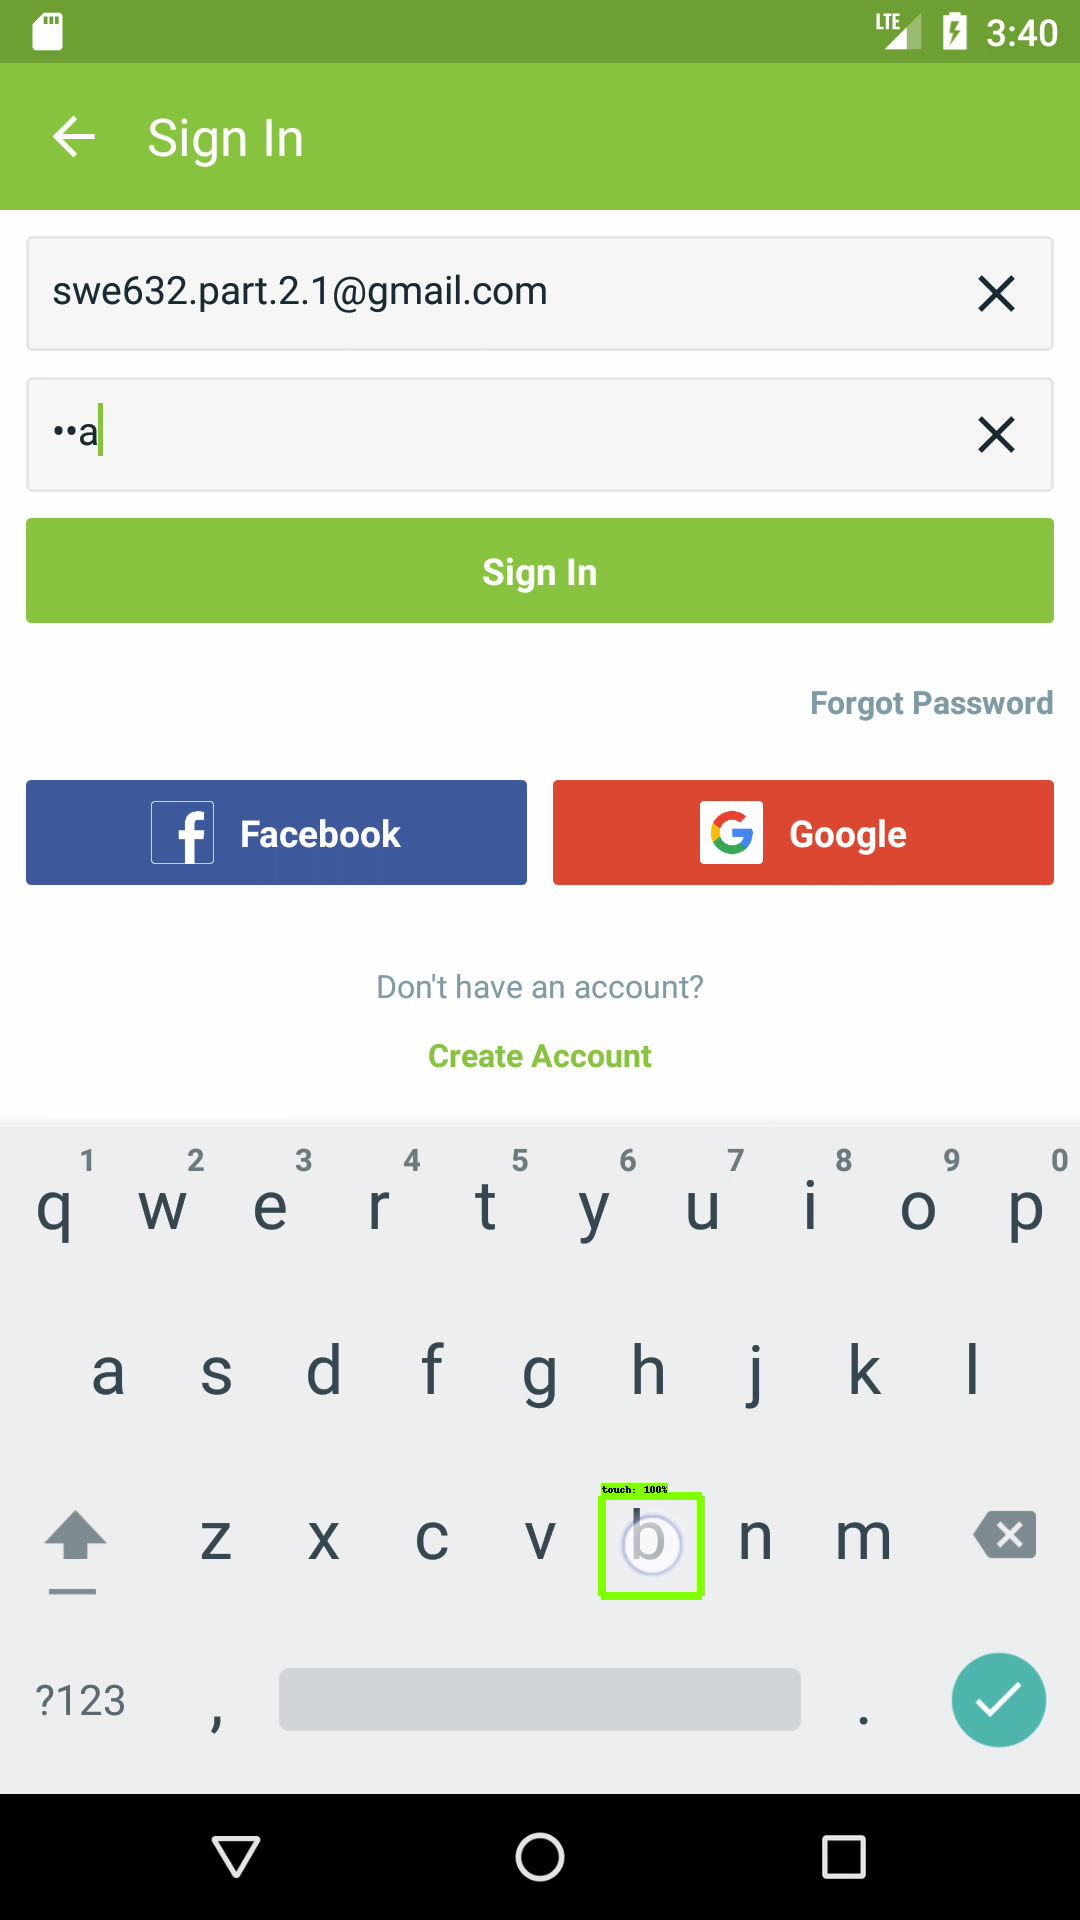 LTE 3:40
Sign In
swe632.part.2.1@gmail.com
••a
Sign In
Forgot Password
Facebook Google
Don't have an account?
Create Account
1 2 3 4 5 6 7 8 9 0
q w e r t y u i o p
a s d f g h j k l
touch: 100%
z x c v b n m
?123 , .